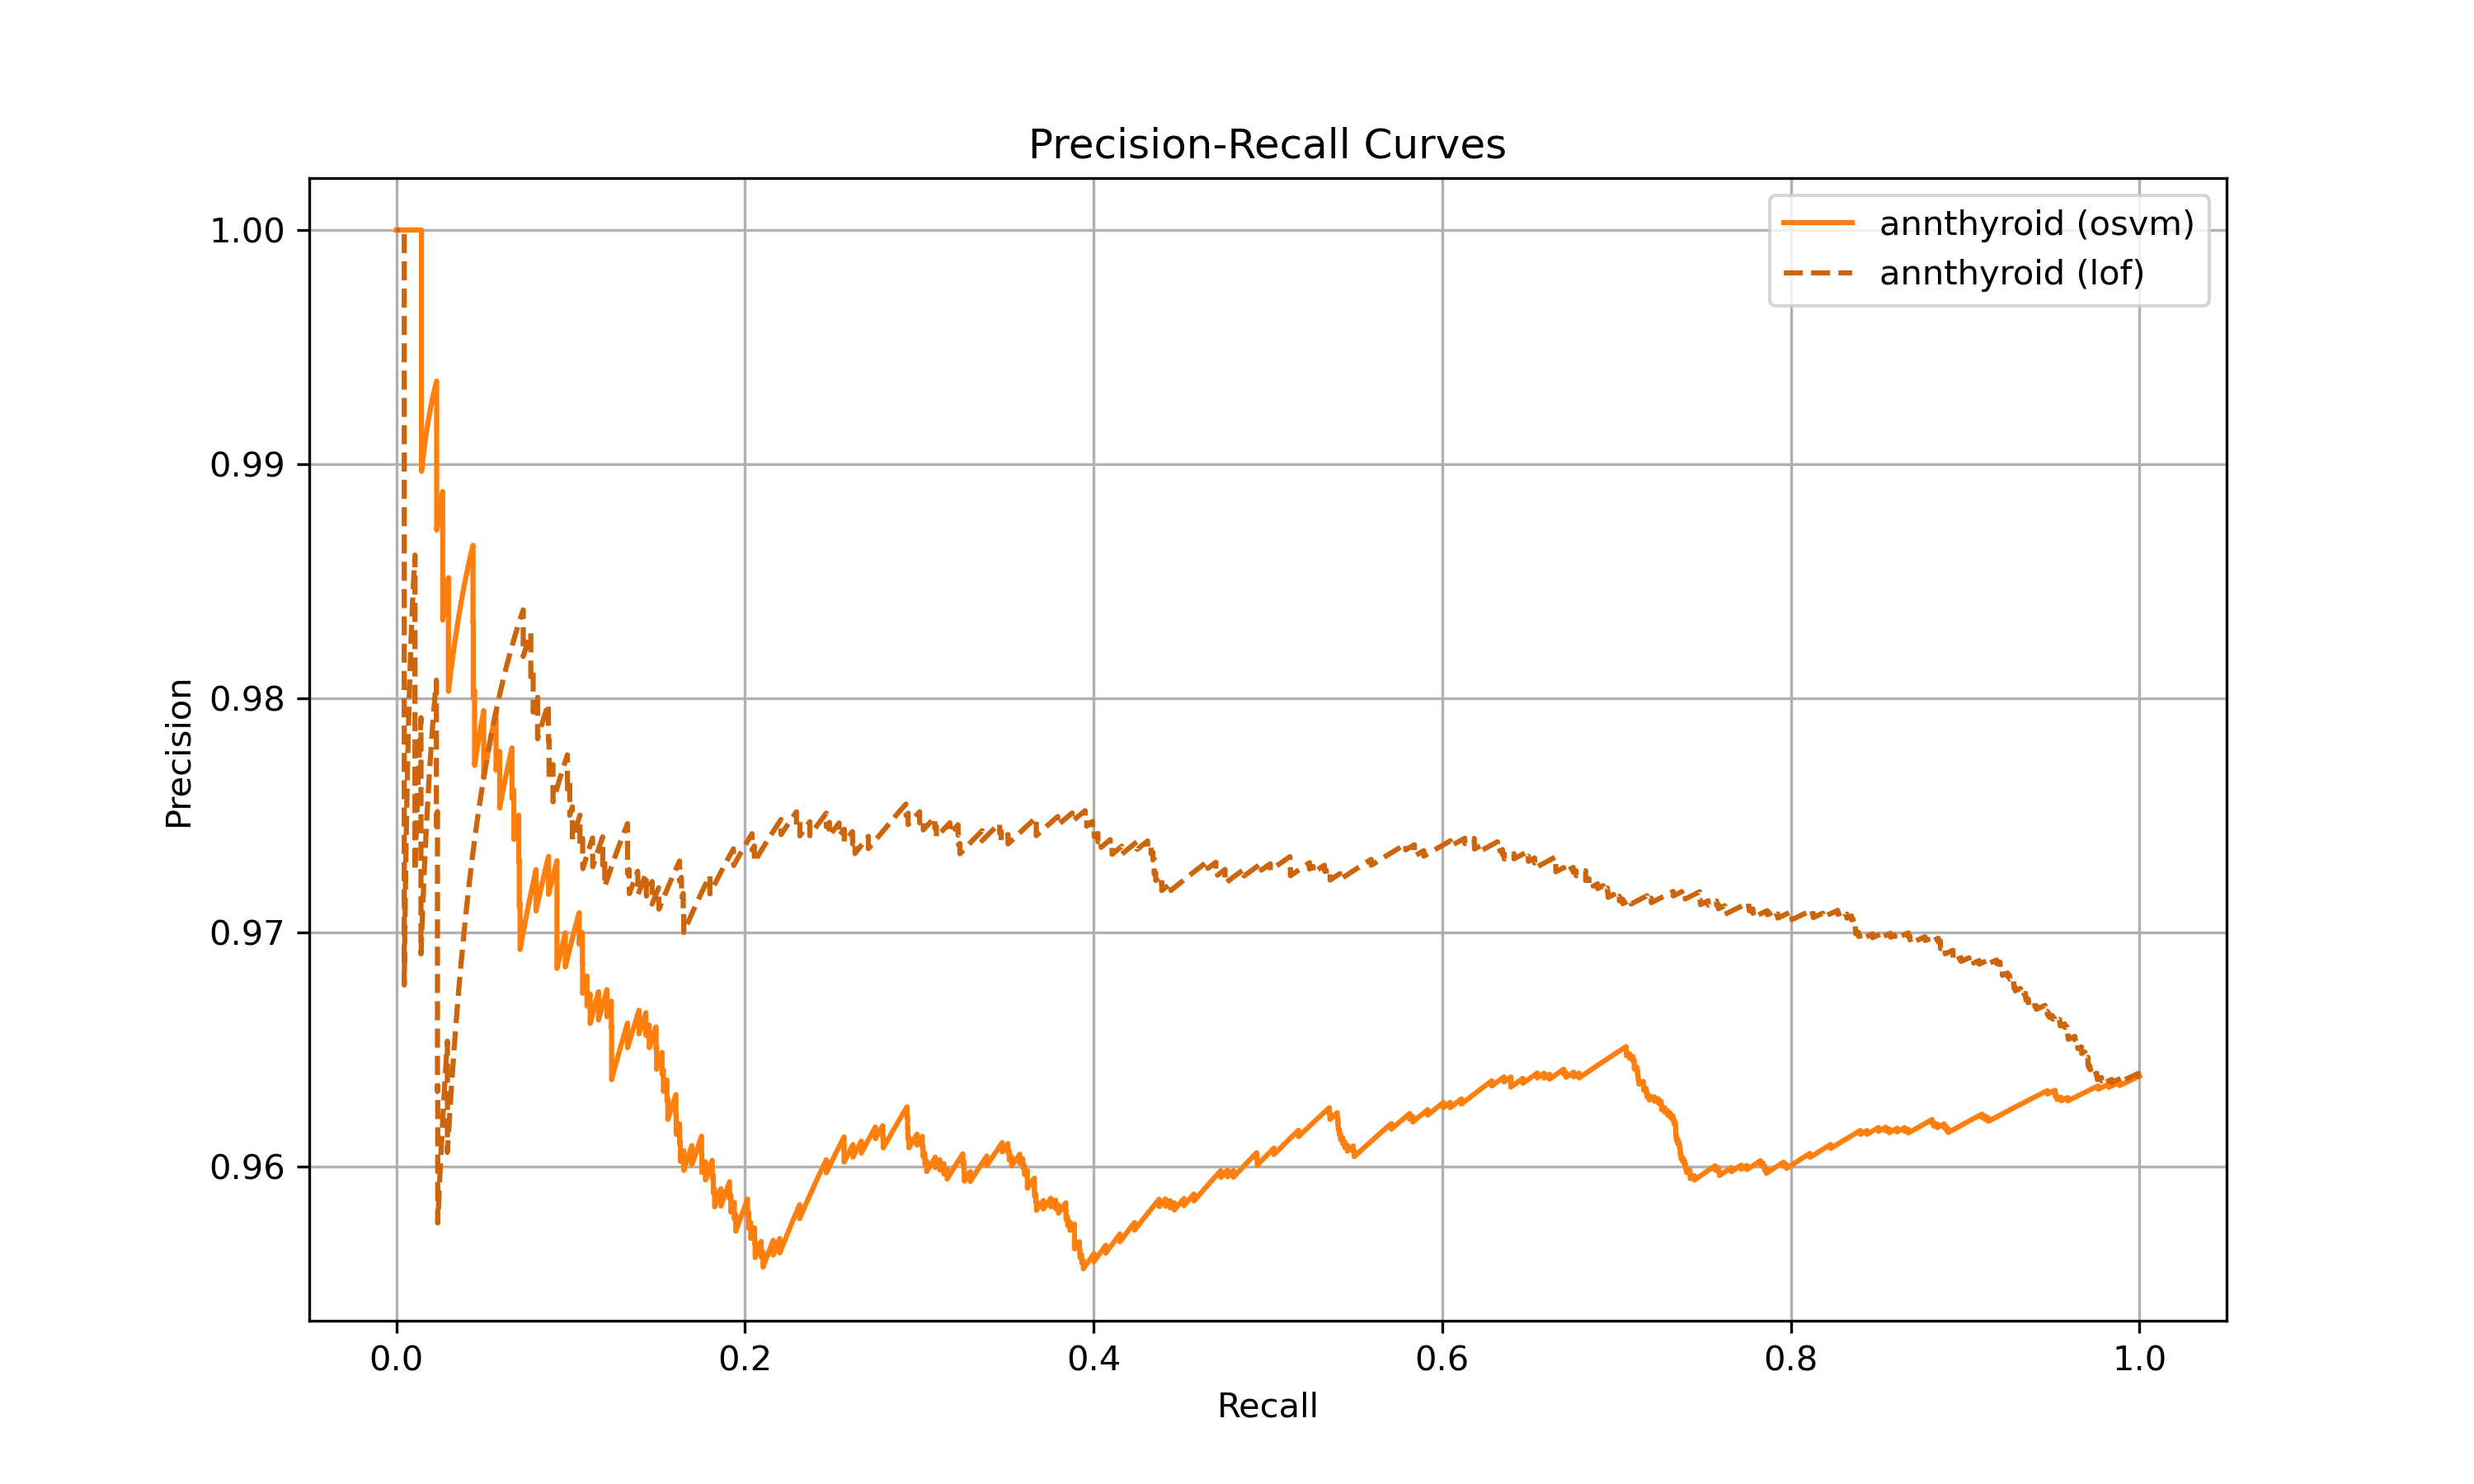 Precision-Recall Curves
annthyroid (osvm)
annthyroid (lof)
Precision
1.00
0.99
0.98
0.97
0.96
0.0
0.2
0.4
0.6
0.8
1.0
Recall